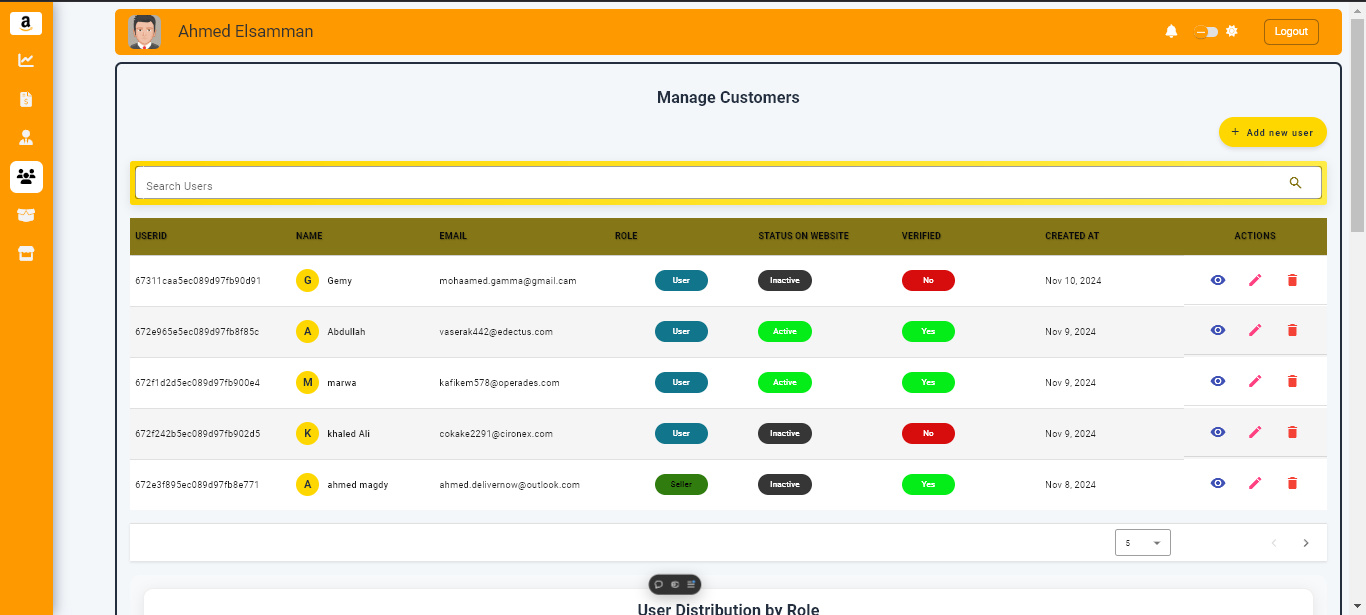 a
Ahmed Elsamman
Logout
Manage Customers
+ Add new user
Search Users
USERID NAME EMAIL ROLE STATUS ON WEBSITE VERIFIED CREATED AT ACTIONS
67311caa5ec089d97fb90d91 G Gemy mohaamed.gamma@gmail.cam User Inactive No Nov 10, 2024
672e965e5ec089d97fb8f85c A Abdullah vaserak442@edectus.com User Active Yes Nov 9, 2024
672f1d2d5ec089d97fb900e4 M marwa kafikem578@operades.com User Active Yes Nov 9, 2024
672f242b5ec089d97fb902d5 K khaled Ali cokake2291@cironex.com User Inactive No Nov 9, 2024
672e3f895ec089d97fb8e771 A ahmed magdy ahmed.delivernow@outlook.com Seller Inactive Yes Nov 8, 2024
5
User Distribution by Role